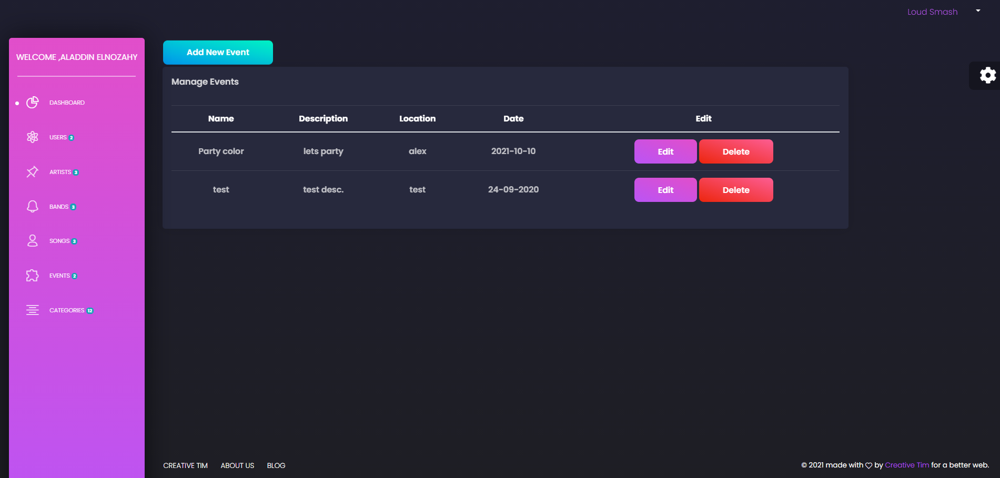 Loud Smash
WELCOME ,ALADDIN ELNOZAHY
DASHBOARD
USERS 2
ARTISTS 3
BANDS 3
SONGS 3
EVENTS 2
CATEGORIES 12
Add New Event
Manage Events
Name Description Location Date Edit
Party color lets party alex 2021-10-10 Edit Delete
test test desc. test 24-09-2020 Edit Delete
CREATIVE TIM ABOUT US BLOG
© 2021 made with ♡ by Creative Tim for a better web.